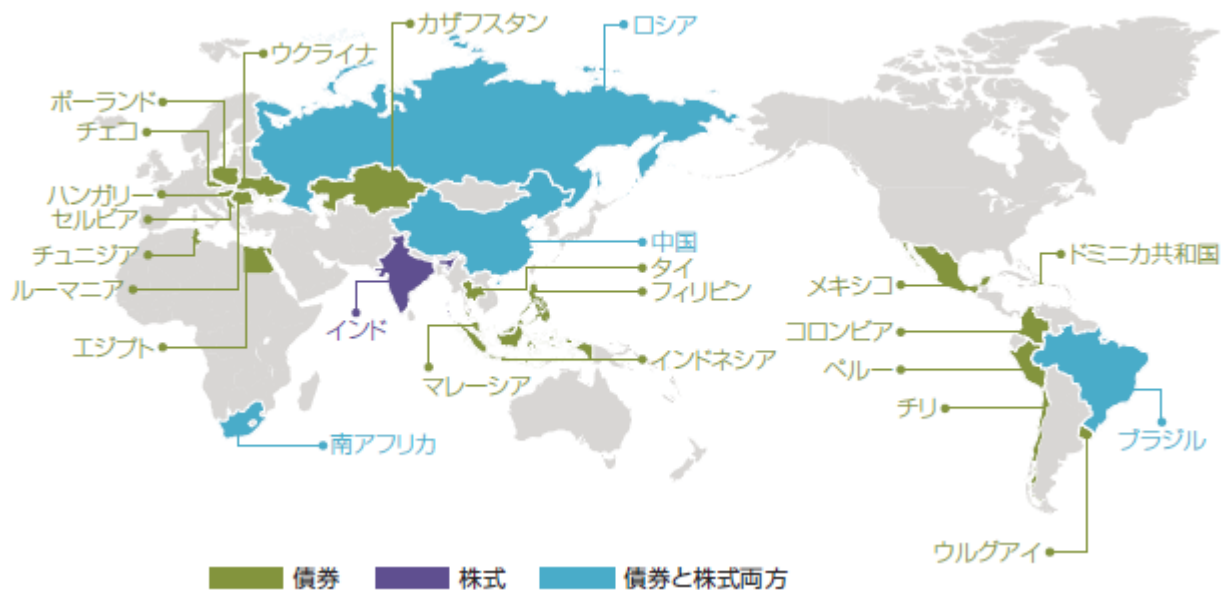 カザフスタン
ロシア
ウクライナ
ポーランド
チェコ
ハンガリー
セルビア
チュニジア
ルーマニア
エジプト
インド
中国
タイ
フィリピン
インドネシア
マレーシア
南アフリカ
ドミニカ共和国
メキシコ
コロンビア
ペルー
チリ
ブラジル
ウルグアイ
債券
株式
債券と株式両方